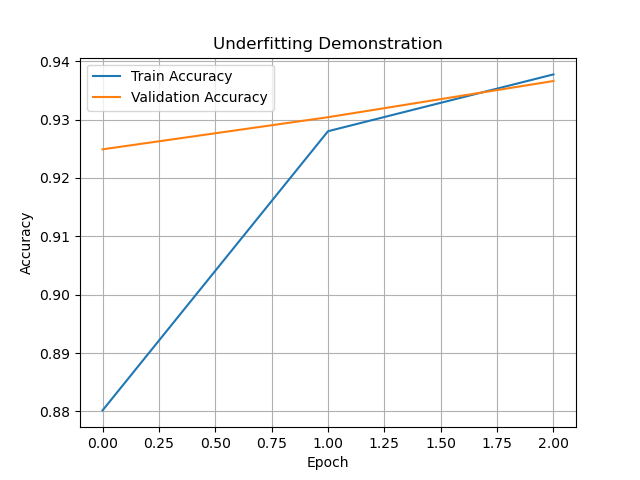 Underfitting Demonstration
Train Accuracy
Validation Accuracy
Accuracy
0.94
0.93
0.92
0.91
0.90
0.89
0.88
0.00 0.25 0.50 0.75 1.00 1.25 1.50 1.75 2.00
Epoch